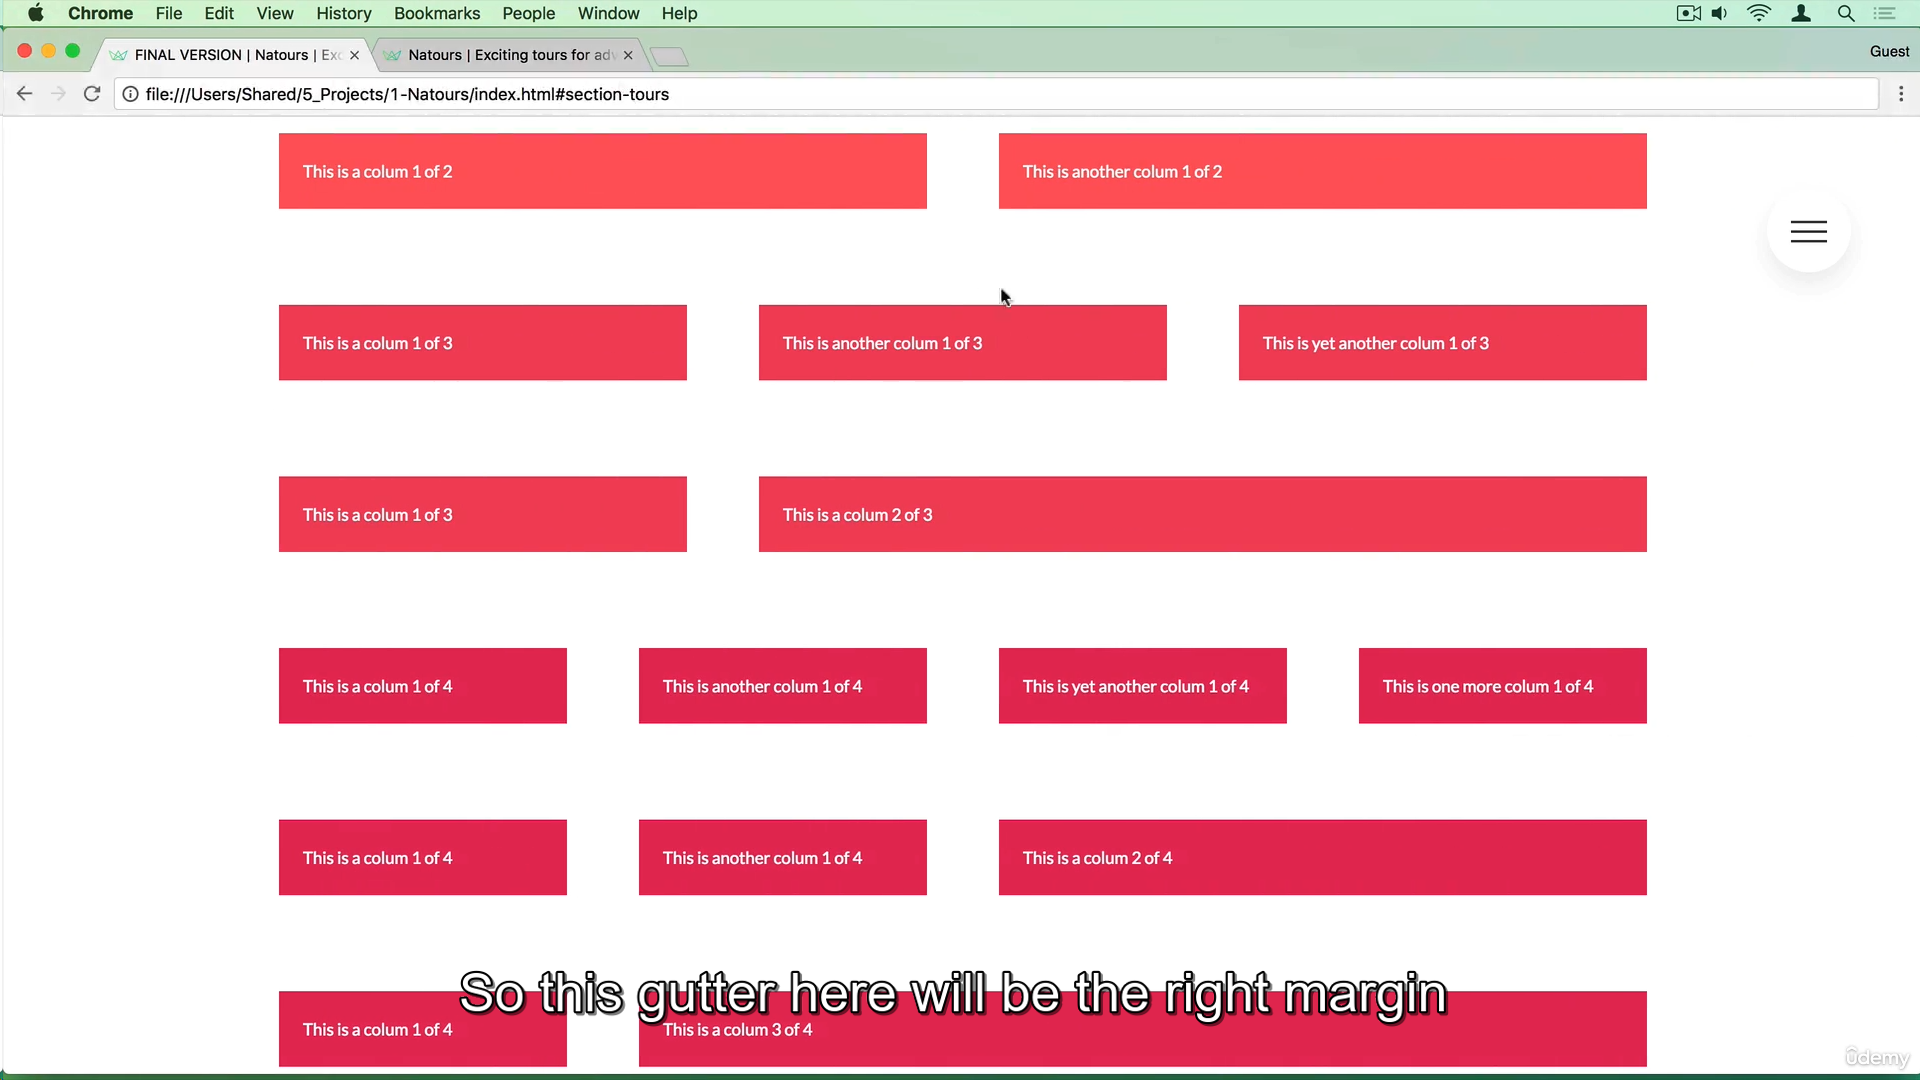 Chrome File Edit View History Bookmarks People Window Help
FINAL VERSION | Natours | Exc Natours | Exciting tours for adv Guest
file:///Users/Shared/5_Projects/1-Natours/index.html#section-tours
This is a colum 1 of 2 This is another colum 1 of 2
This is a colum 1 of 3 This is another colum 1 of 3 This is yet another colum 1 of 3
This is a colum 1 of 3 This is a colum 2 of 3
This is a colum 1 of 4 This is another colum 1 of 4 This is yet another colum 1 of 4 This is one more colum 1 of 4
This is a colum 1 of 4 This is another colum 1 of 4 This is a colum 2 of 4
So this gutter here will be the right margin
This is a colum 1 of 4 This is a colum 3 of 4
ûdemy